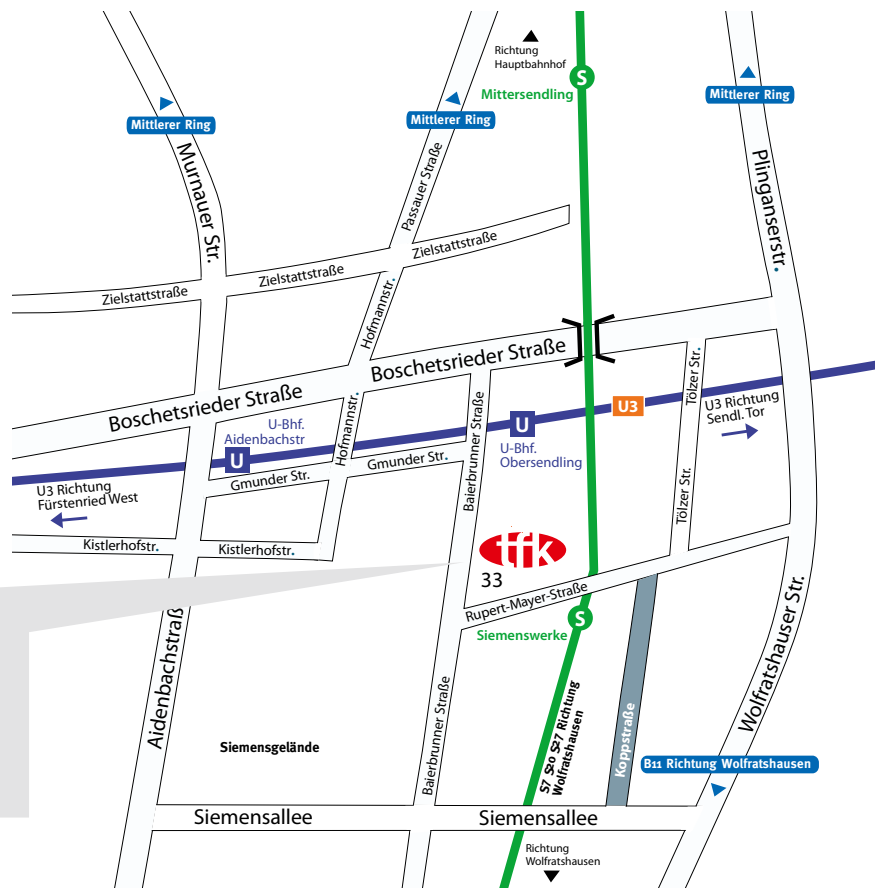 Richtung
Hauptbahnhof
S
Mittersendling
Mittlerer Ring
Mittlerer Ring
Mittlerer Ring
Murnauer Str.
Passauer Straße
Plinganserstr.
Zielstattstraße
Zielstattstraße
Zielstattstraße
Hofmannstr.
Boschetsrieder Straße
Boschetsrieder Straße
Tölzer Str.
U3
U3 Richtung
Sendl. Tor
Hofmannstr.
Baierbrunner Straße
U-Bhf.
Aidenbachstr
U
U
U-Bhf.
Obersendling
Gmunder Str.
Gmunder Str.
U3 Richtung
Fürstenried West
Tölzer Str.
Kistlerhofstr.
Kistlerhofstr.
tfk
33
Rupert-Mayer-Straße
S
Siemenswerke
Aidenbachstraß
Baierbrunner Straße
S7 S20 S27 Richtung
Wolfratshausen
Koppstraße
Wolfratshauser Str.
Siemensgelände
B11 Richtung Wolfratshausen
Siemensallee
Siemensallee
Richtung
Wolfratshausen